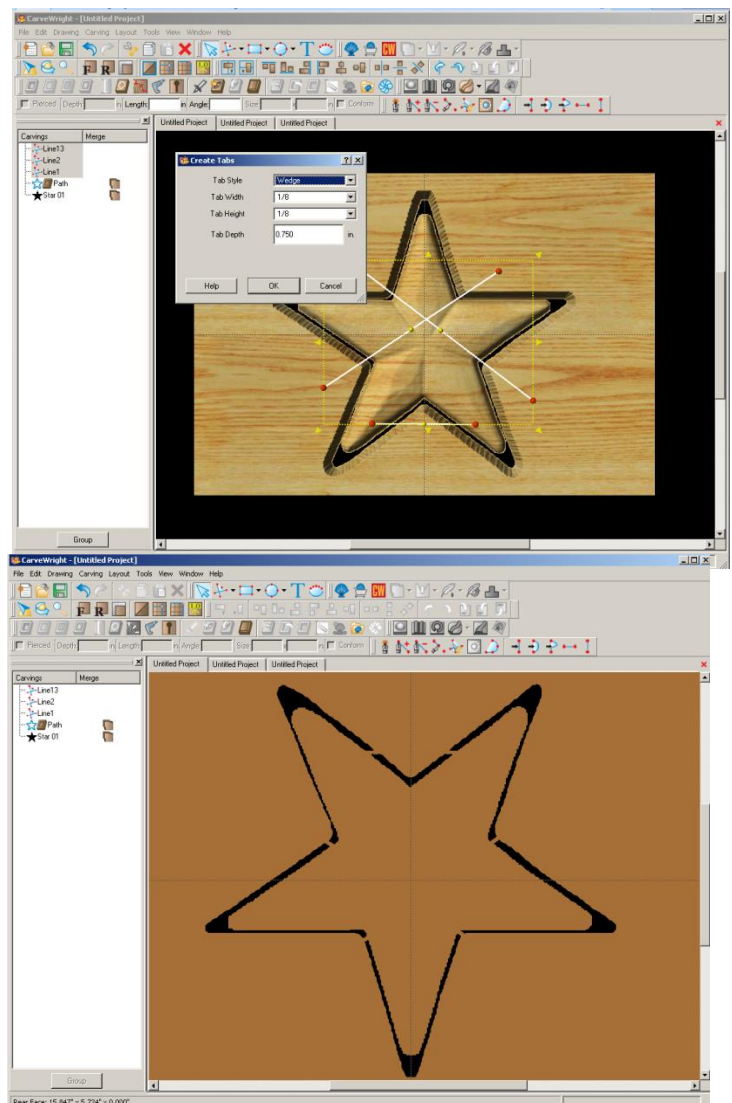 CarveWright - [Untitled Project]
File Edit Drawing Carving Layout Tools View Window Help
Pierced Depth: in Length: in Angle: Size in Conform
Untitled Project Untitled Project Untitled Project
Carvings Merge
Line13
Line2
Line1
Path
Star 01
Create Tabs
Tab Style Wedge
Tab Width 1/8
Tab Height 1/8
Tab Depth 0.750 in.
Help OK Cancel
Group
CarveWright - [Untitled Project]
File Edit Drawing Carving Layout Tools View Window Help
Pierced Depth: in Length: in Angle: Size in Conform
Untitled Project Untitled Project Untitled Project
Carvings Merge
Line13
Line2
Line1
Path
Star 01
Group